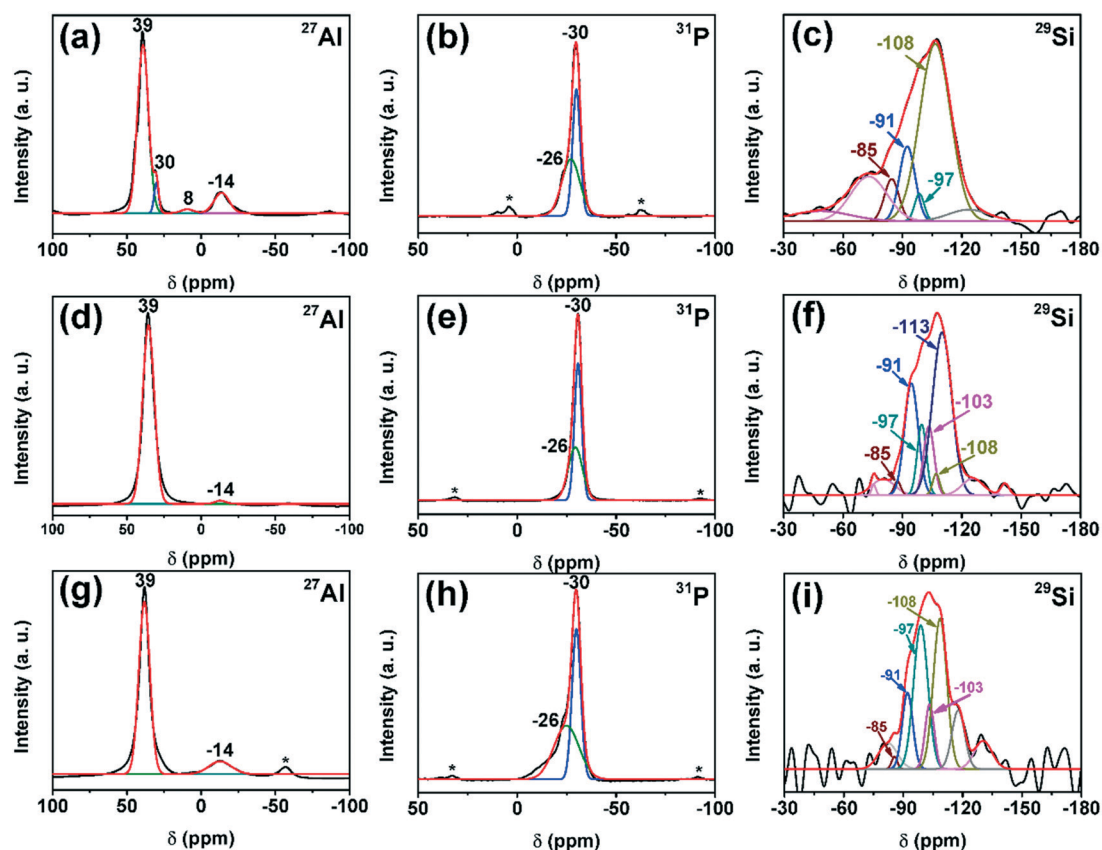 (a)
39
²⁷Al
30
8
-14
Intensity (a. u.)
100 50 0 -50 -100
δ (ppm)
(b)
-30
³¹P
-26
*
*
Intensity (a. u.)
50 0 -50 -100
δ (ppm)
(c)
²⁹Si
-108
-91
-85
-97
Intensity (a. u.)
-30 -60 -90 -120 -150 -180
δ (ppm)
(d)
39
²⁷Al
-14
Intensity (a. u.)
100 50 0 -50 -100
δ (ppm)
(e)
-30
³¹P
-26
*
*
Intensity (a. u.)
50 0 -50 -100
δ (ppm)
(f)
²⁹Si
-113
-91
-103
-97
-108
-85
Intensity (a. u.)
-30 -60 -90 -120 -150 -180
δ (ppm)
(g)
39
²⁷Al
-14
*
Intensity (a. u.)
100 50 0 -50 -100
δ (ppm)
(h)
-30
³¹P
-26
*
*
Intensity (a. u.)
50 0 -50 -100
δ (ppm)
(i)
²⁹Si
-108
-97
-91
-103
-85
Intensity (a. u.)
-30 -60 -90 -120 -150 -180
δ (ppm)